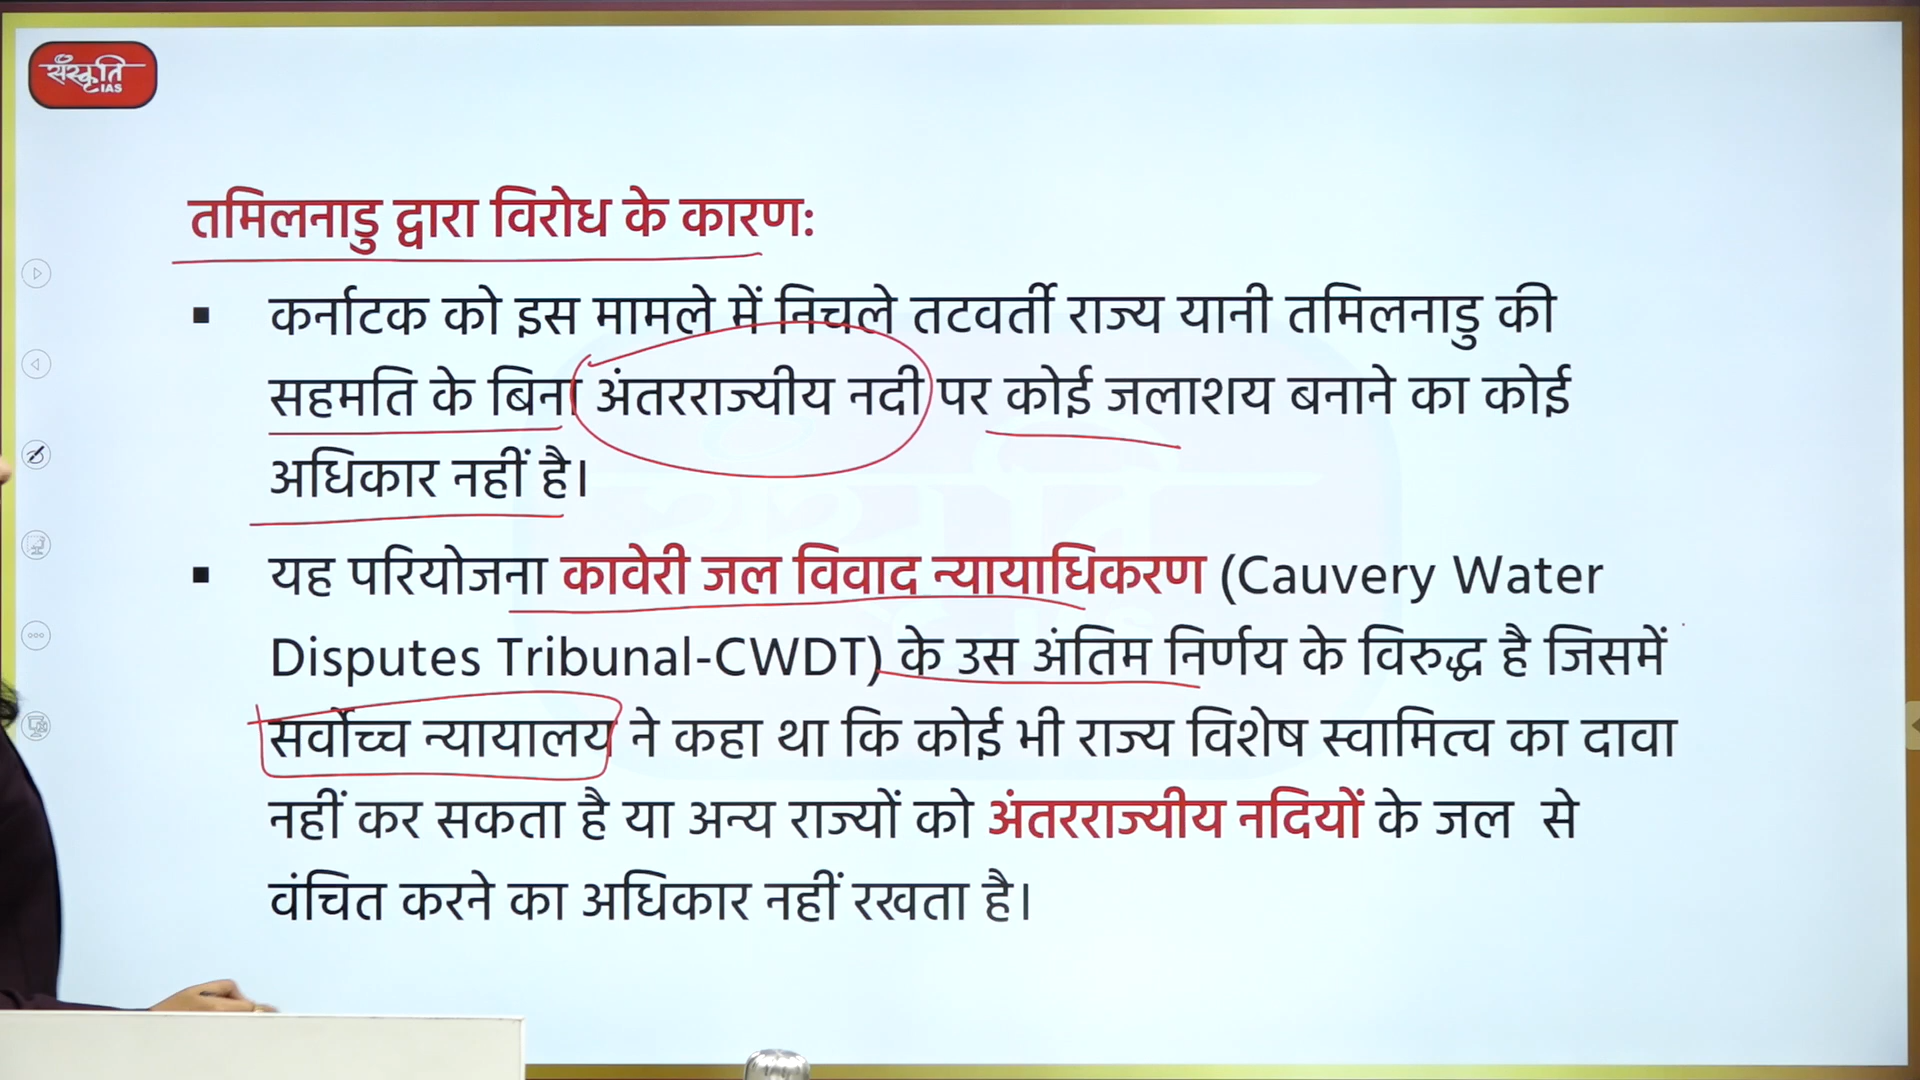 संस्कृति
IAS
तमिलनाडु द्वारा विरोध के कारण:
▪ कर्नाटक को इस मामले में निचले तटवर्ती राज्य यानी तमिलनाडु की
सहमति के बिना अंतरराज्यीय नदी पर कोई जलाशय बनाने का कोई
अधिकार नहीं है।
▪ यह परियोजना कावेरी जल विवाद न्यायाधिकरण (Cauvery Water
Disputes Tribunal-CWDT) के उस अंतिम निर्णय के विरुद्ध है जिसमें
सर्वोच्च न्यायालय ने कहा था कि कोई भी राज्य विशेष स्वामित्व का दावा
नहीं कर सकता है या अन्य राज्यों को अंतरराज्यीय नदियों के जल से
वंचित करने का अधिकार नहीं रखता है।